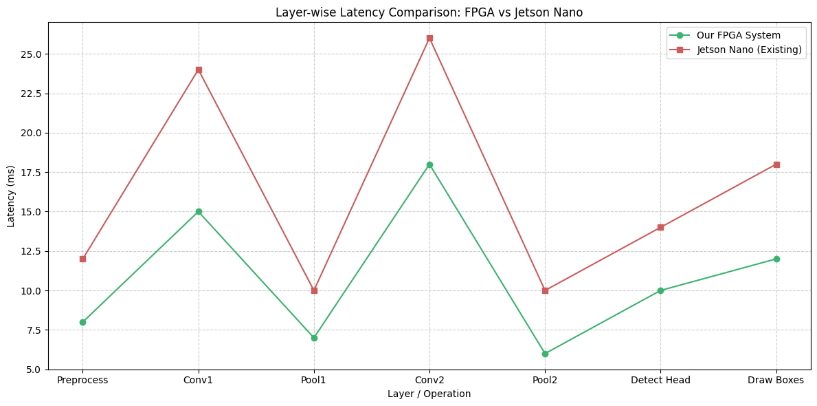 Layer-wise Latency Comparison: FPGA vs Jetson Nano
Our FPGA System
Jetson Nano (Existing)
Latency (ms)
25.0
22.5
20.0
17.5
15.0
12.5
10.0
7.5
5.0
Preprocess Conv1 Pool1 Conv2 Pool2 Detect Head Draw Boxes
Layer / Operation